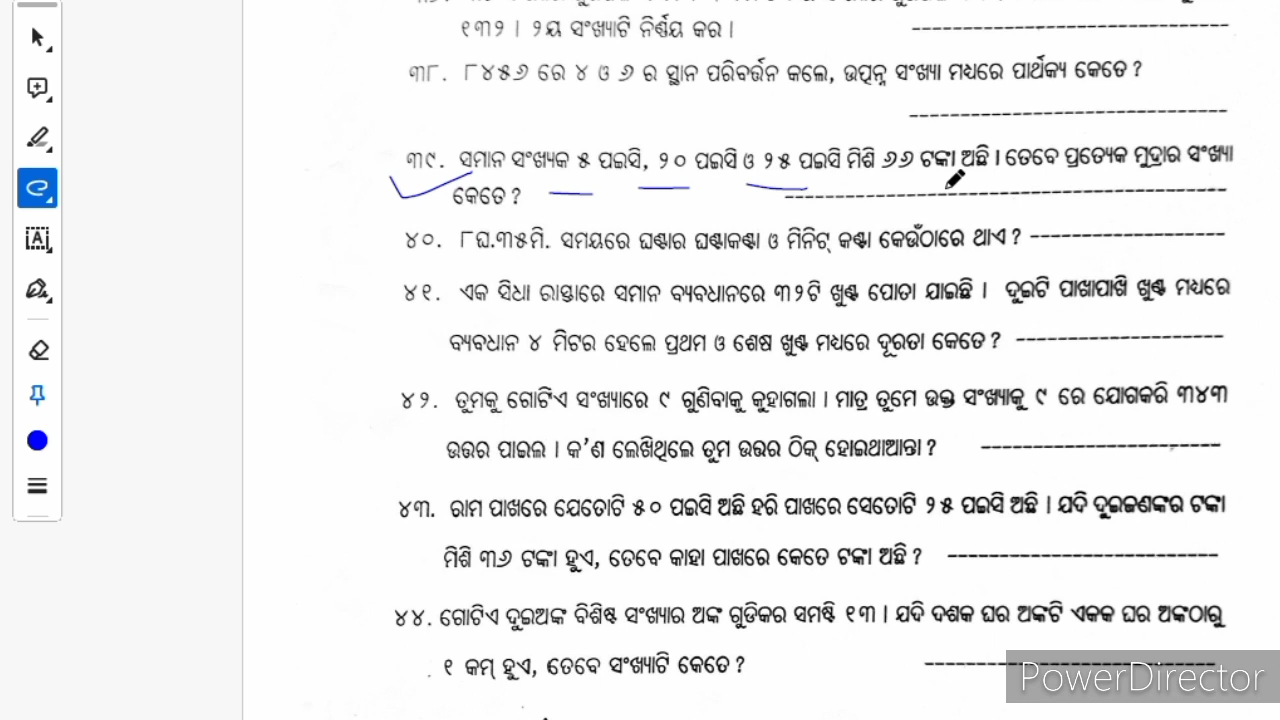 ୧୩୨ । ୨ୟ ସଂଖ୍ୟାଟି ନିର୍ଣ୍ଣୟ କର ।
୩୮. ୮୪୫୬ ରେ ୪ ଓ ୬ ର ସ୍ଥାନ ପରିବର୍ତ୍ତନ କଲେ, ଉତ୍ପନ୍ନ ସଂଖ୍ୟା ମଧ୍ୟରେ ପାର୍ଥକ୍ୟ କେତେ ?
୩୯. ସମାନ ସଂଖ୍ୟକ ୫ ପଇସି, ୨୦ ପଇସି ଓ ୨୫ ପଇସି ମିଶି ୬୬ ଟଙ୍କା ଅଛି । ତେବେ ପ୍ରତ୍ୟେକ ମୁଦ୍ରାର ସଂଖ୍ୟା
କେତେ ?
୪୦. ୮ଘ.୩୫ମି. ସମୟରେ ଘଣ୍ଟାର ଘଣ୍ଟାକଣ୍ଟା ଓ ମିନିଟ୍ କଣ୍ଟା କେଉଁଠାରେ ଥାଏ ?
୪୧. ଏକ ସିଧା ରାସ୍ତାରେ ସମାନ ବ୍ୟବଧାନରେ ୩୨ଟି ଖୁଣ୍ଟ ପୋତା ଯାଇଛି । ଦୁଇଟି ପାଖାପାଖି ଖୁଣ୍ଟ ମଧ୍ୟରେ
ବ୍ୟବଧାନ ୪ ମିଟର ହେଲେ ପ୍ରଥମ ଓ ଶେଷ ଖୁଣ୍ଟ ମଧ୍ୟରେ ଦୂରତା କେତେ ?
୪୨. ତୁମକୁ ଗୋଟିଏ ସଂଖ୍ୟାରେ ୯ ଗୁଣିବାକୁ କୁହାଗଲା । ମାତ୍ର ତୁମେ ଉକ୍ତ ସଂଖ୍ୟାକୁ ୯ ରେ ଯୋଗକରି ୩୪୩
ଉତ୍ତର ପାଇଲ । କ'ଣ ଲେଖିଥିଲେ ତୁମ ଉତ୍ତର ଠିକ୍ ହୋଇଥାଆନ୍ତା ?
୪୩. ରାମ ପାଖରେ ଯେତୋଟି ୫୦ ପଇସି ଅଛି ହରି ପାଖରେ ସେତୋଟି ୨୫ ପଇସି ଅଛି । ଯଦି ଦୁଇଜଣଙ୍କର ଟଙ୍କା
ମିଶି ୩୬ ଟଙ୍କା ହୁଏ, ତେବେ କାହା ପାଖରେ କେତେ ଟଙ୍କା ଅଛି ?
୪୪. ଗୋଟିଏ ଦୁଇଅଙ୍କ ବିଶିଷ୍ଟ ସଂଖ୍ୟାର ଅଙ୍କ ଗୁଡିକର ସମଷ୍ଟି ୧୩ । ଯଦି ଦଶକ ଘର ଅଙ୍କଟି ଏକକ ଘର ଅଙ୍କଠାରୁ
୧ କମ୍ ହୁଏ, ତେବେ ସଂଖ୍ୟାଟି କେତେ ?
PowerDirector